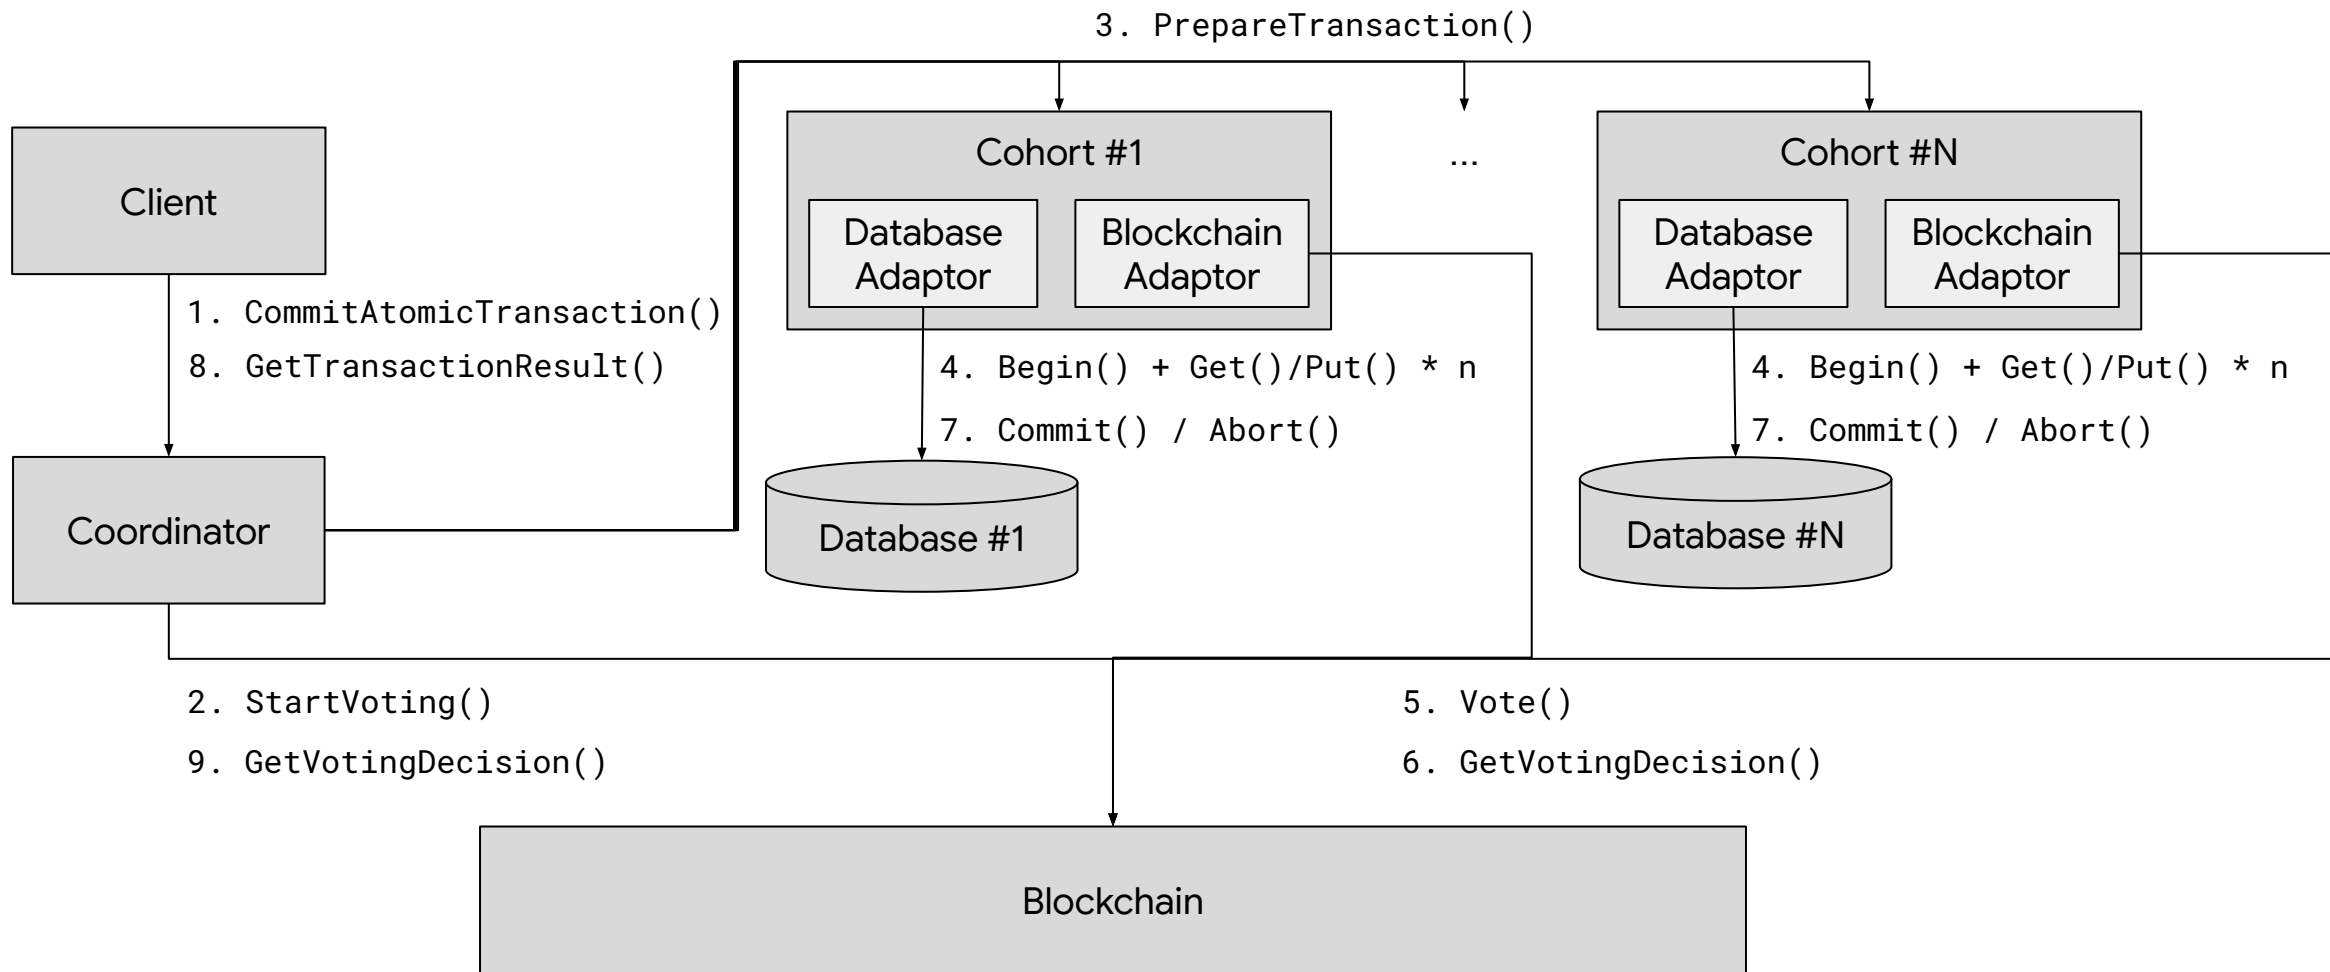 3. PrepareTransaction()
Client
Cohort #1
...
Cohort #N
Database
Adaptor
Blockchain
Adaptor
Database
Adaptor
Blockchain
Adaptor
1. CommitAtomicTransaction()
8. GetTransactionResult()
4. Begin() + Get()/Put() * n
7. Commit() / Abort()
4. Begin() + Get()/Put() * n
7. Commit() / Abort()
Coordinator
Database #1
Database #N
2. StartVoting()
9. GetVotingDecision()
5. Vote()
6. GetVotingDecision()
Blockchain